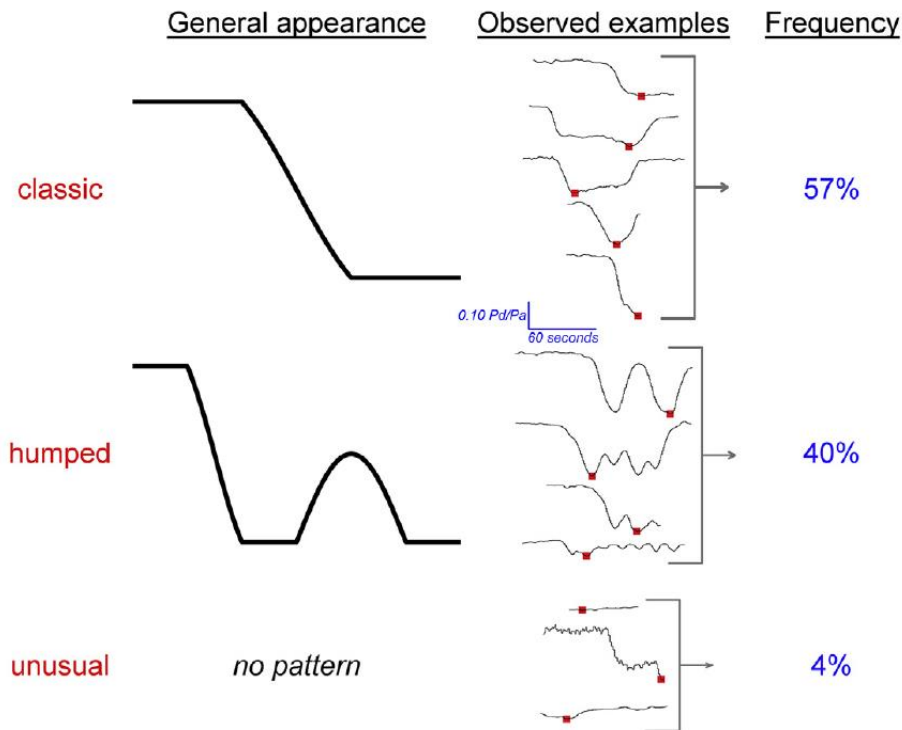 General appearance Observed examples Frequency
classic 57%
0.10 Pd/Pa
60 seconds
humped 40%
unusual no pattern 4%